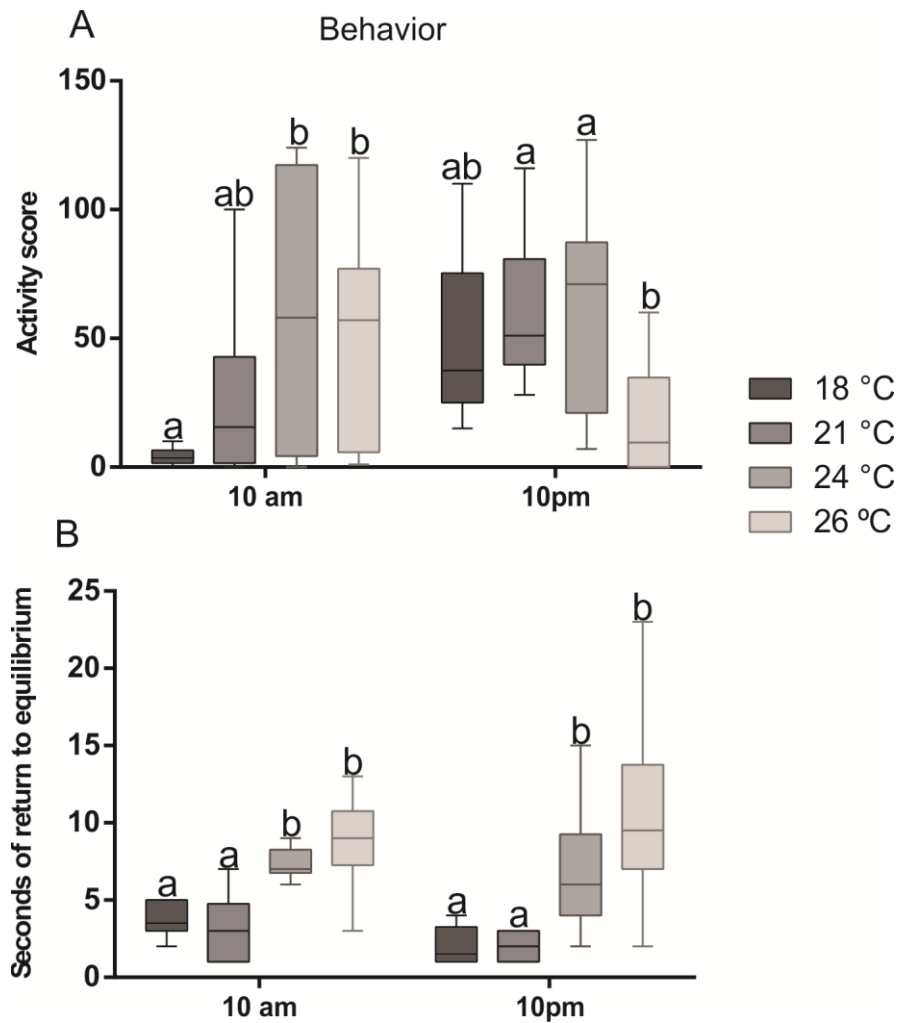 A
Behavior
Activity score
150
100
50
0
a
ab
b
b
ab
a
a
b
10 am
10pm
18 °C
21 °C
24 °C
26 ºC
B
Seconds of return to equilibrium
25
20
15
10
5
0
a
a
b
b
a
a
b
b
10 am
10pm